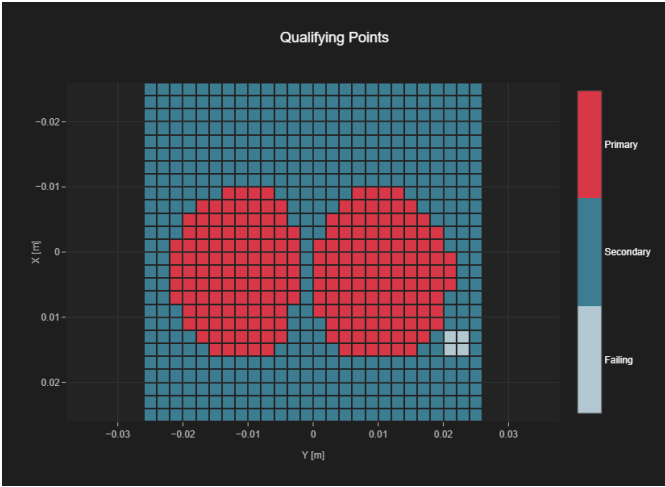 Qualifying Points
−0.02
−0.01
0
0.01
0.02
X [m]
−0.03
−0.02
−0.01
0
0.01
0.02
0.03
Y [m]
Primary
Secondary
Failing